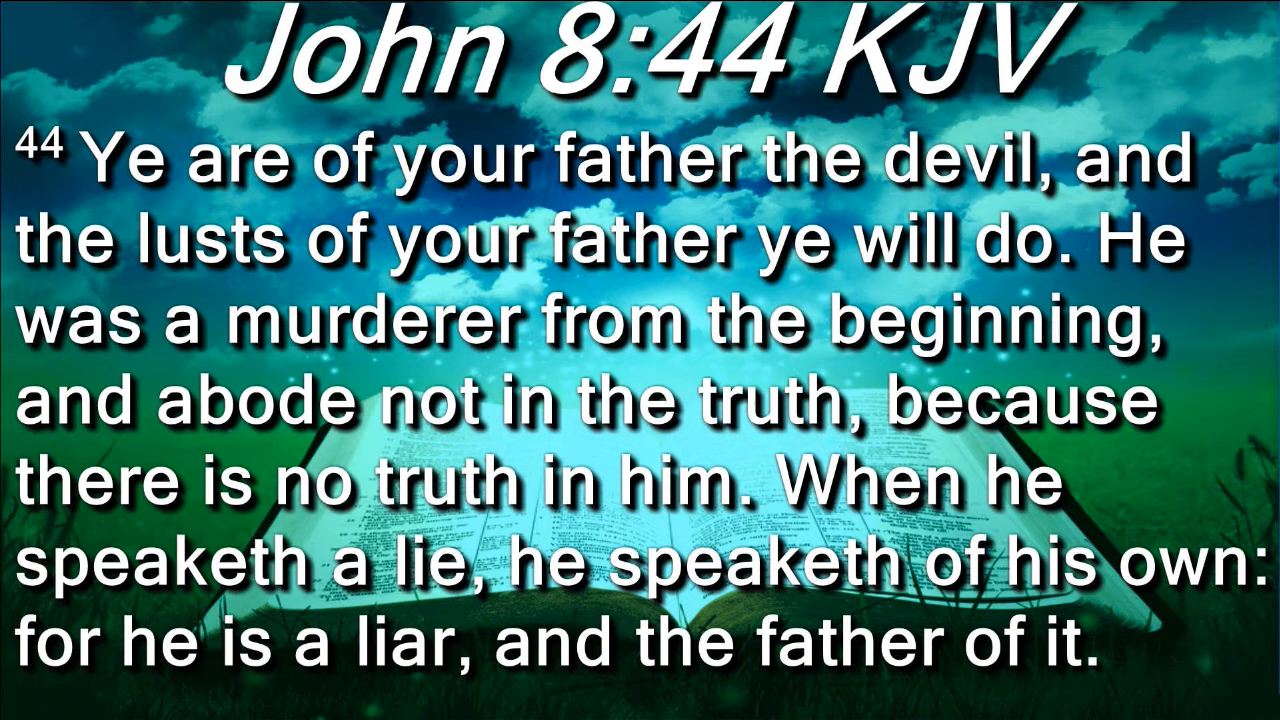 John 8:44 KJV
44 Ye are of your father the devil, and
the lusts of your father ye will do. He
was a murderer from the beginning,
and abode not in the truth, because
there is no truth in him. When he
speaketh a lie, he speaketh of his own:
for he is a liar, and the father of it.